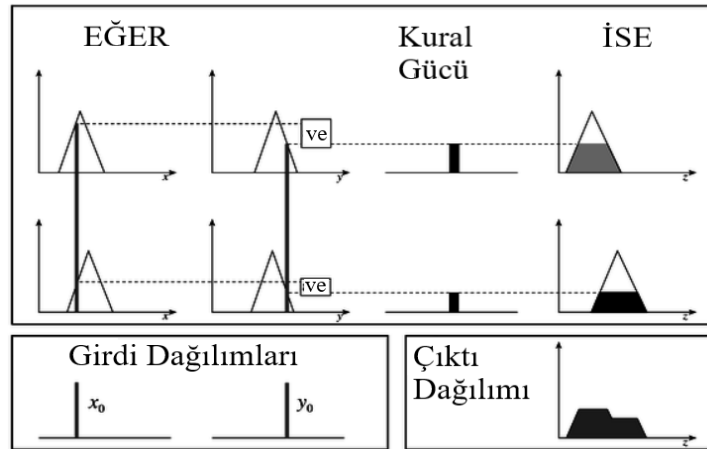 EĞER
Kural
Gücü
İSE
ve
x
y
z
ve
x
y
z
Girdi Dağılımları
x₀
y₀
Çıktı
Dağılımı
z